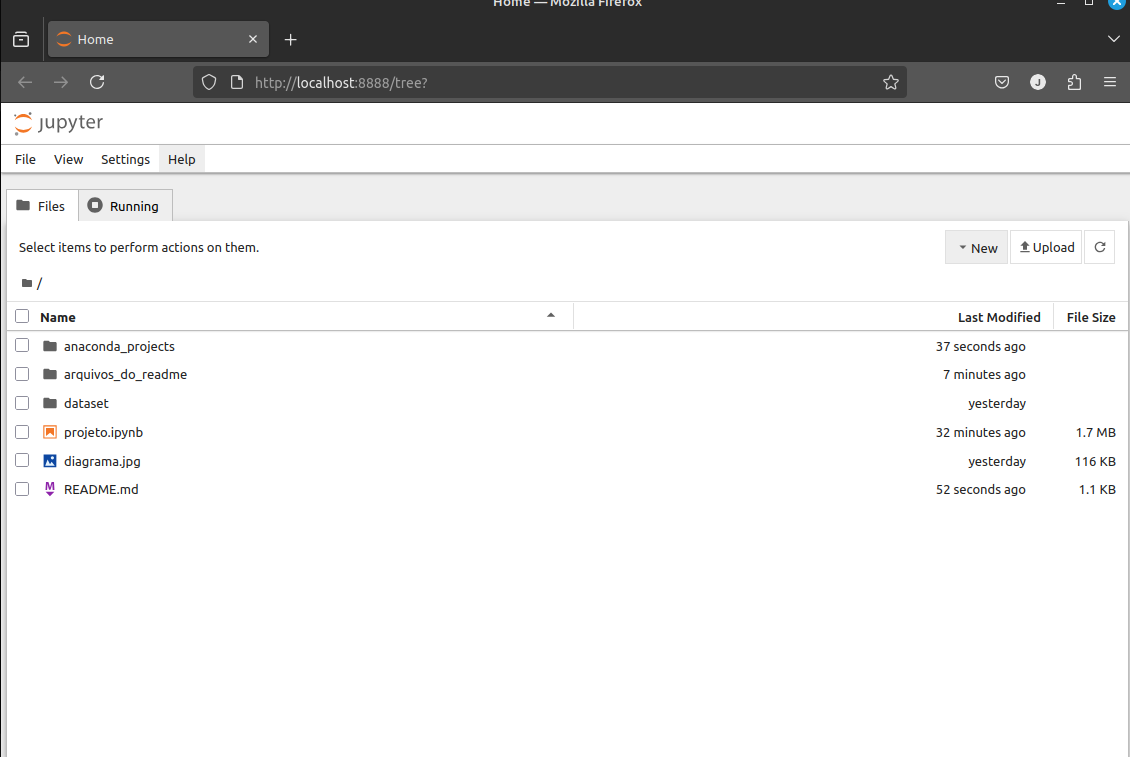 Home — Mozilla Firefox
Home
http://localhost:8888/tree?
J
jupyter
File View Settings Help
Files Running
Select items to perform actions on them.
New Upload
/
Name Last Modified File Size
anaconda_projects 37 seconds ago
arquivos_do_readme 7 minutes ago
dataset yesterday
projeto.ipynb 32 minutes ago 1.7 MB
diagrama.jpg yesterday 116 KB
M README.md 52 seconds ago 1.1 KB